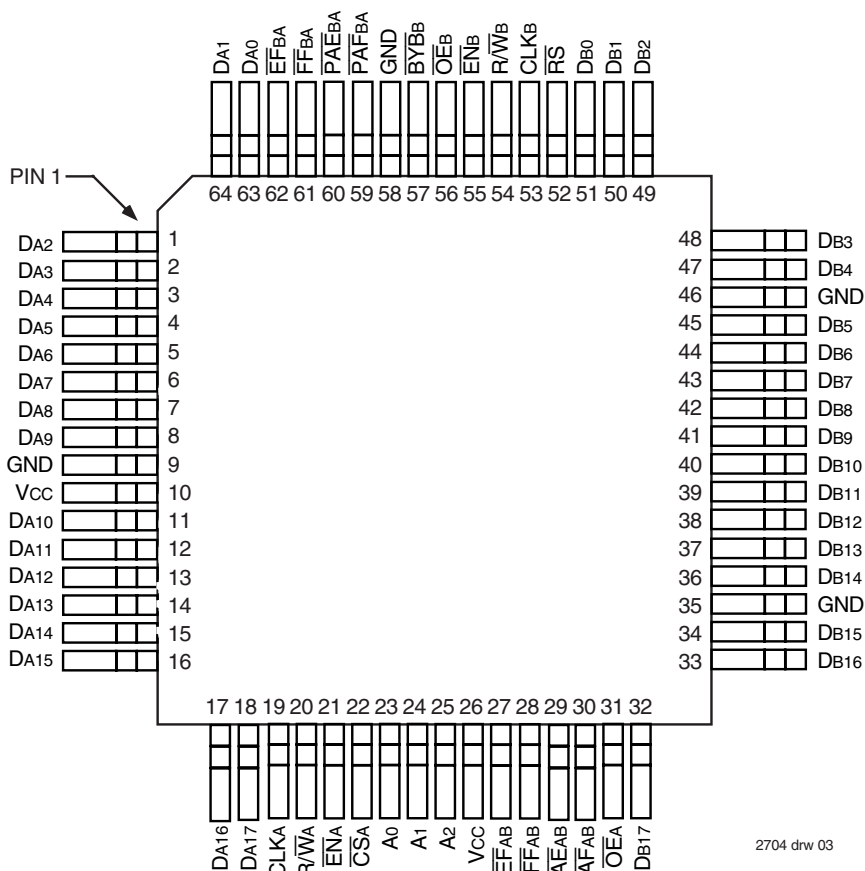 DA1 DA0 EFBA FFBA PAEBA PAFBA GND BYBB OEB ENB R/WB CLKB RS DB0 DB1 DB2
PIN 1
64 63 62 61 60 59 58 57 56 55 54 53 52 51 50 49
DA2 1 48 DB3
DA3 2 47 DB4
DA4 3 46 GND
DA5 4 45 DB5
DA6 5 44 DB6
DA7 6 43 DB7
DA8 7 42 DB8
DA9 8 41 DB9
GND 9 40 DB10
VCC 10 39 DB11
DA10 11 38 DB12
DA11 12 37 DB13
DA12 13 36 DB14
DA13 14 35 GND
DA14 15 34 DB15
DA15 16 33 DB16
17 18 19 20 21 22 23 24 25 26 27 28 29 30 31 32
DA16 DA17 CLKA R/WA ENA CSA A0 A1 A2 VCC EFAB FFAB AEAB AFAB OEA DB17
2704 drw 03